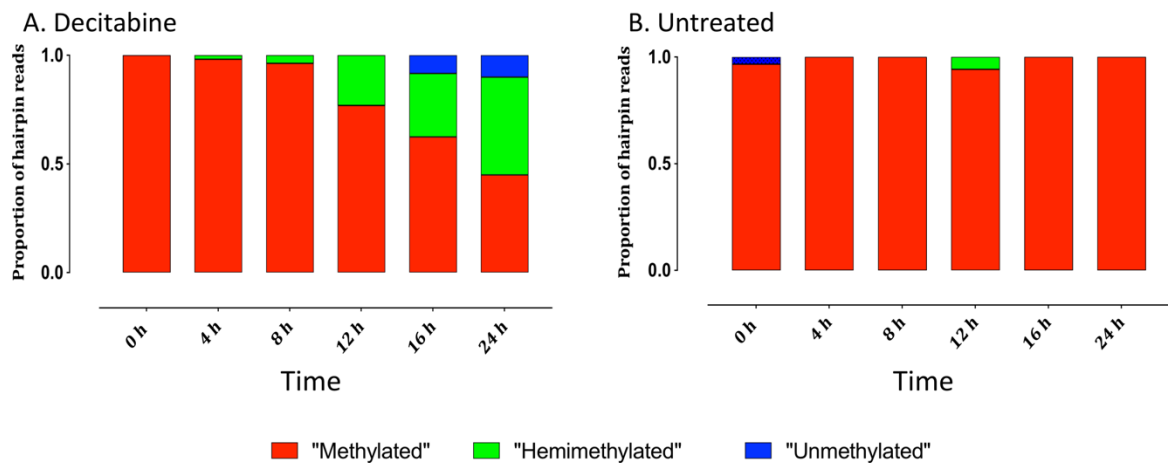 A. Decitabine
Proportion of hairpin reads
1.0
0.5
0.0
0 h
4 h
8 h
12 h
16 h
24 h
Time
B. Untreated
Proportion of hairpin reads
1.0
0.5
0.0
0 h
4 h
8 h
12 h
16 h
24 h
Time
"Methylated" "Hemimethylated" "Unmethylated"